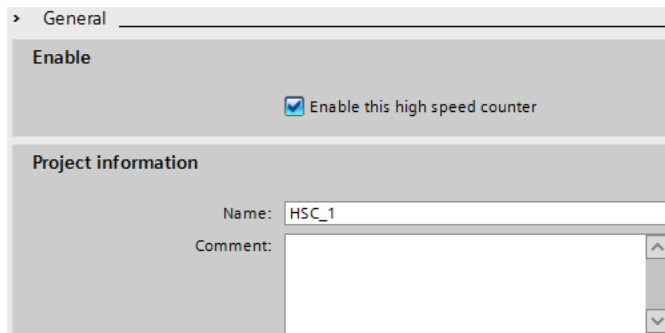 General
Enable
Enable this high speed counter
Project information
Name: HSC_1
Comment: